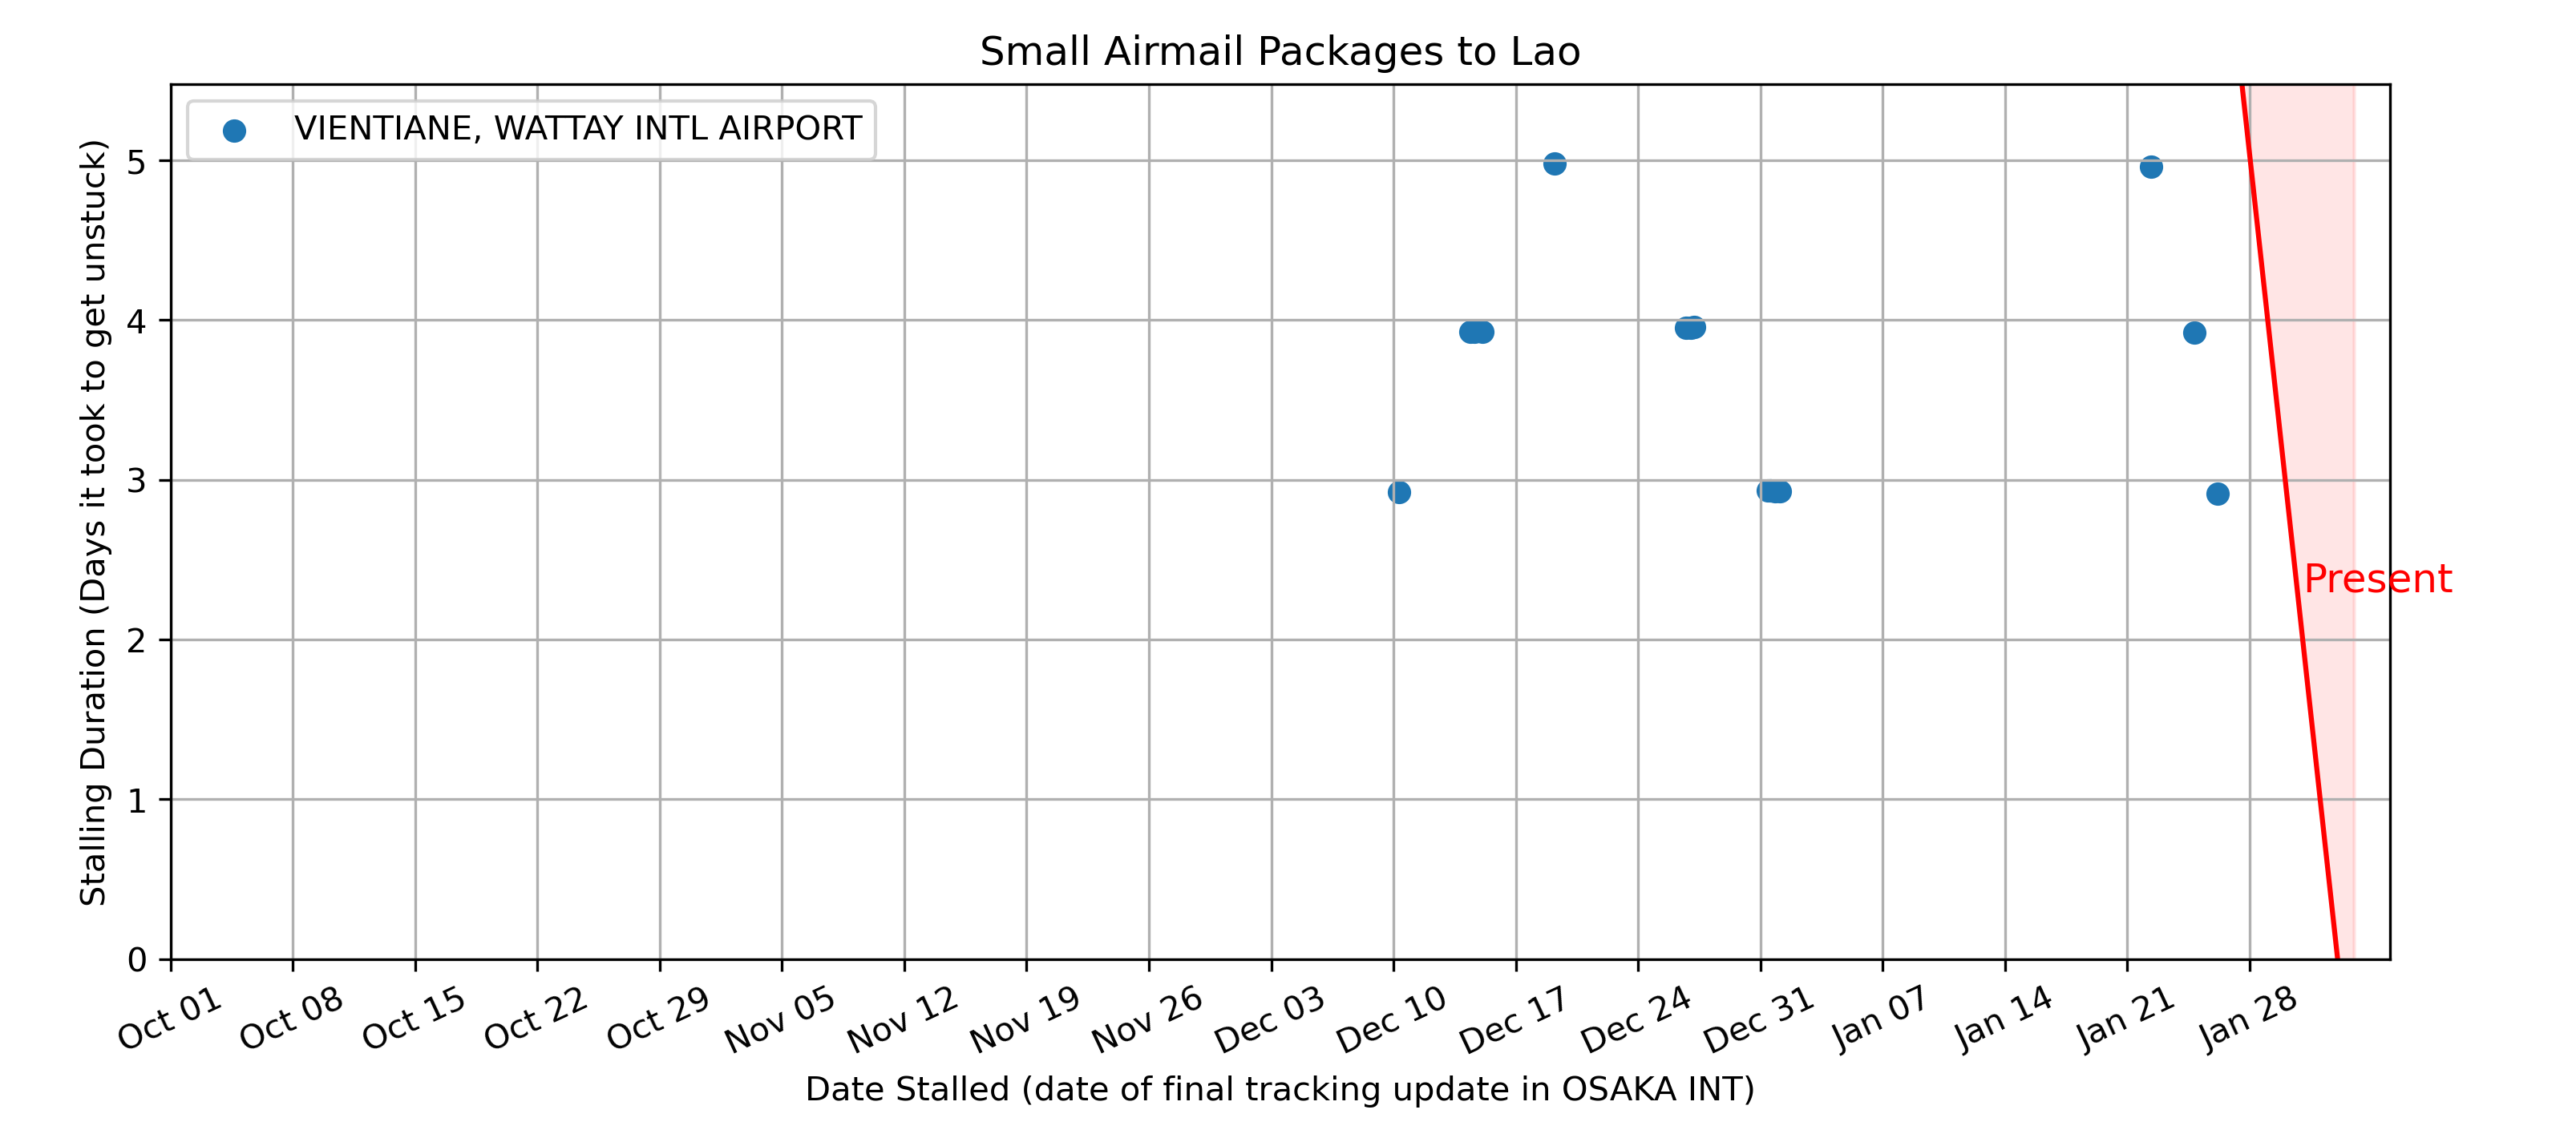 Small Airmail Packages to Lao
VIENTIANE, WATTAY INTL AIRPORT
Stalling Duration (Days it took to get unstuck)
5
4
3
2
1
0
Present
Oct 01
Oct 08
Oct 15
Oct 22
Oct 29
Nov 05
Nov 12
Nov 19
Nov 26
Dec 03
Dec 10
Dec 17
Dec 24
Dec 31
Jan 07
Jan 14
Jan 21
Jan 28
Date Stalled (date of final tracking update in OSAKA INT)